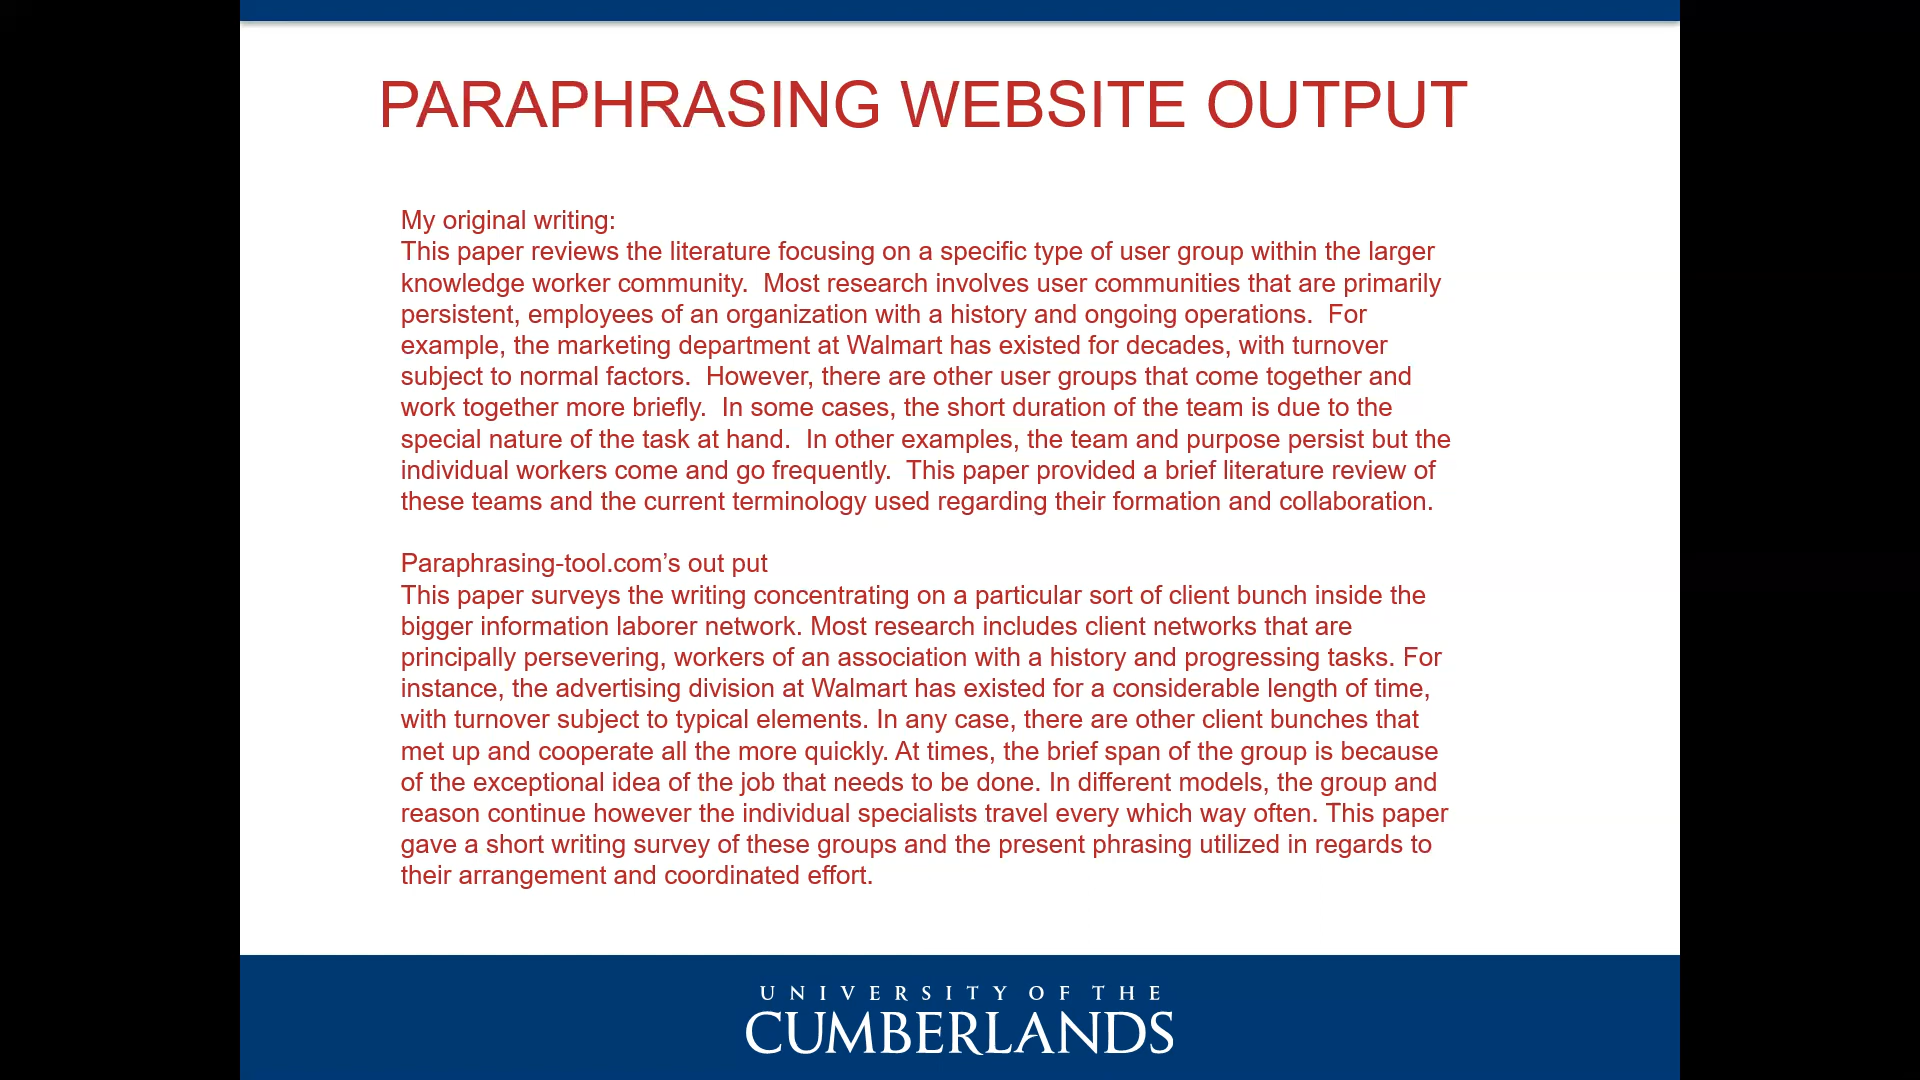 PARAPHRASING WEBSITE OUTPUT
My original writing:
This paper reviews the literature focusing on a specific type of user group within the larger
knowledge worker community.  Most research involves user communities that are primarily
persistent, employees of an organization with a history and ongoing operations.  For
example, the marketing department at Walmart has existed for decades, with turnover
subject to normal factors.  However, there are other user groups that come together and
work together more briefly.  In some cases, the short duration of the team is due to the
special nature of the task at hand.  In other examples, the team and purpose persist but the
individual workers come and go frequently.  This paper provided a brief literature review of
these teams and the current terminology used regarding their formation and collaboration.
Paraphrasing-tool.com’s out put
This paper surveys the writing concentrating on a particular sort of client bunch inside the
bigger information laborer network. Most research includes client networks that are
principally persevering, workers of an association with a history and progressing tasks. For
instance, the advertising division at Walmart has existed for a considerable length of time,
with turnover subject to typical elements. In any case, there are other client bunches that
met up and cooperate all the more quickly. At times, the brief span of the group is because
of the exceptional idea of the job that needs to be done. In different models, the group and
reason continue however the individual specialists travel every which way often. This paper
gave a short writing survey of these groups and the present phrasing utilized in regards to
their arrangement and coordinated effort.
UNIVERSITY OF THE
CUMBERLANDS